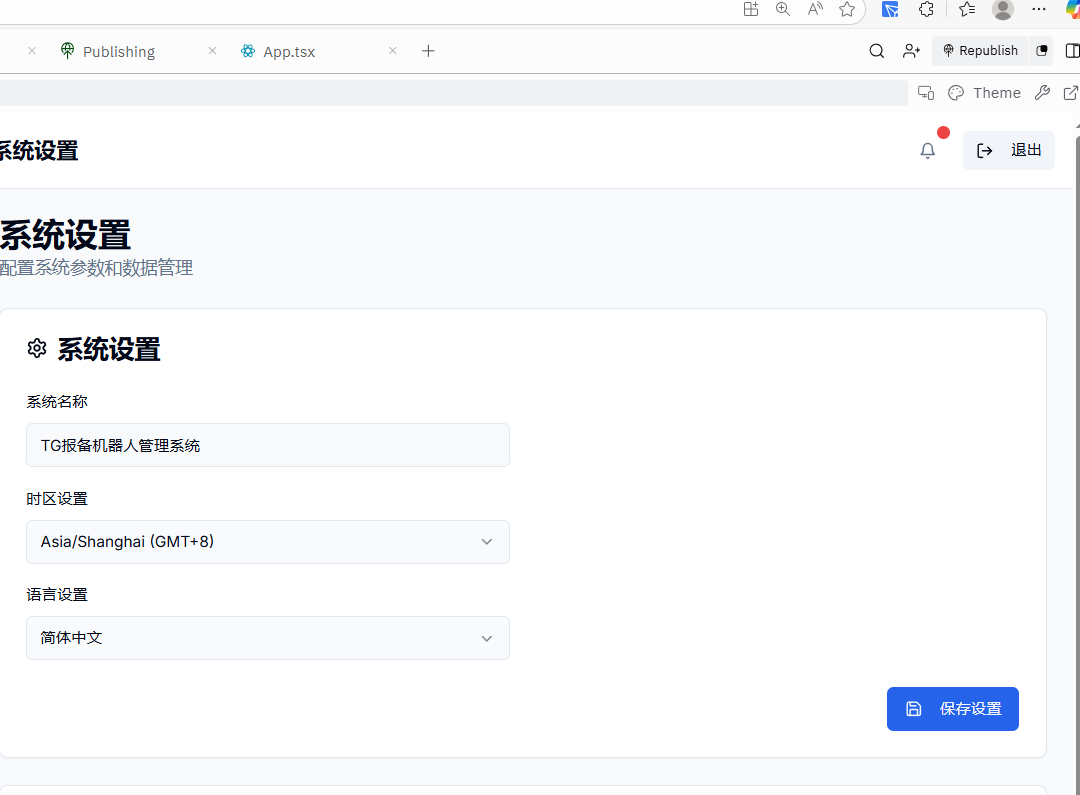 Publishing
App.tsx
Republish
Theme
系统设置
退出
系统设置
配置系统参数和数据管理
系统设置
系统名称
TG报备机器人管理系统
时区设置
Asia/Shanghai (GMT+8)
语言设置
简体中文
保存设置